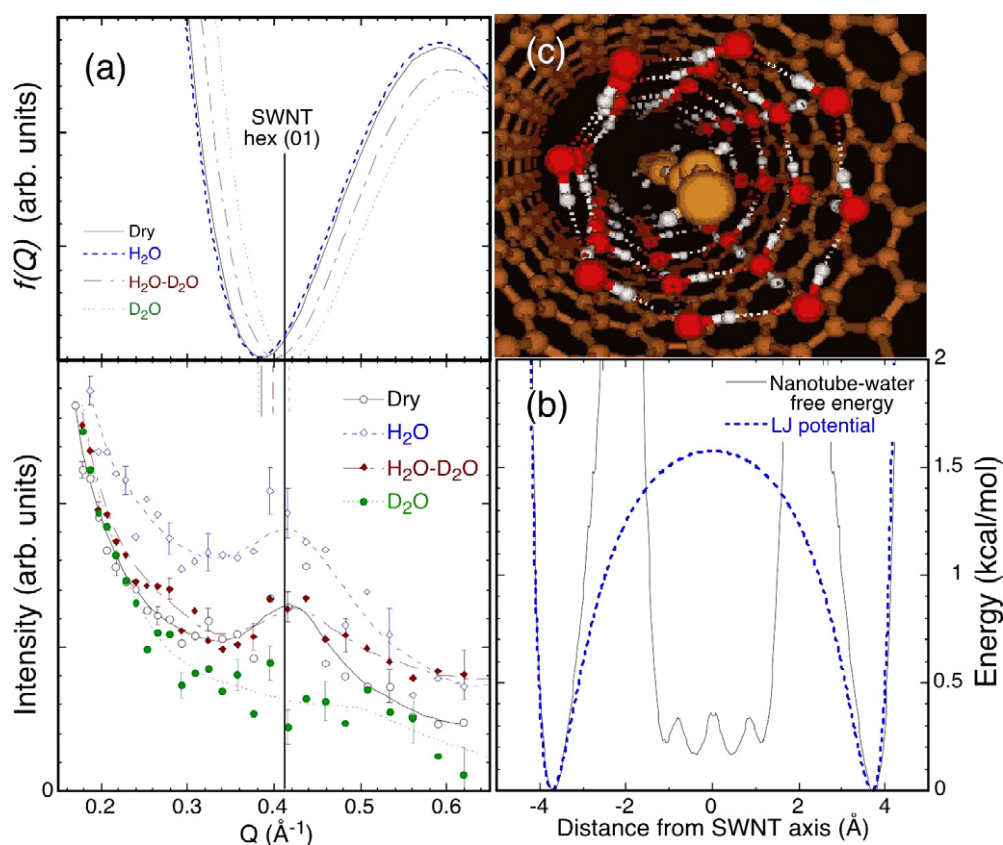 (a)
SWNT
hex (01)
f(Q) (arb. units)
Dry
H₂O
H₂O-D₂O
D₂O
Dry
H₂O
H₂O-D₂O
D₂O
Intensity (arb. units)
0
0.2 0.3 0.4 0.5 0.6
Q (Å⁻¹)
(c)
(b)
Nanotube-water
free energy
LJ potential
2
1.5
1
0.5
0
Energy (kcal/mol)
-4 -2 0 2 4
Distance from SWNT axis (Å)